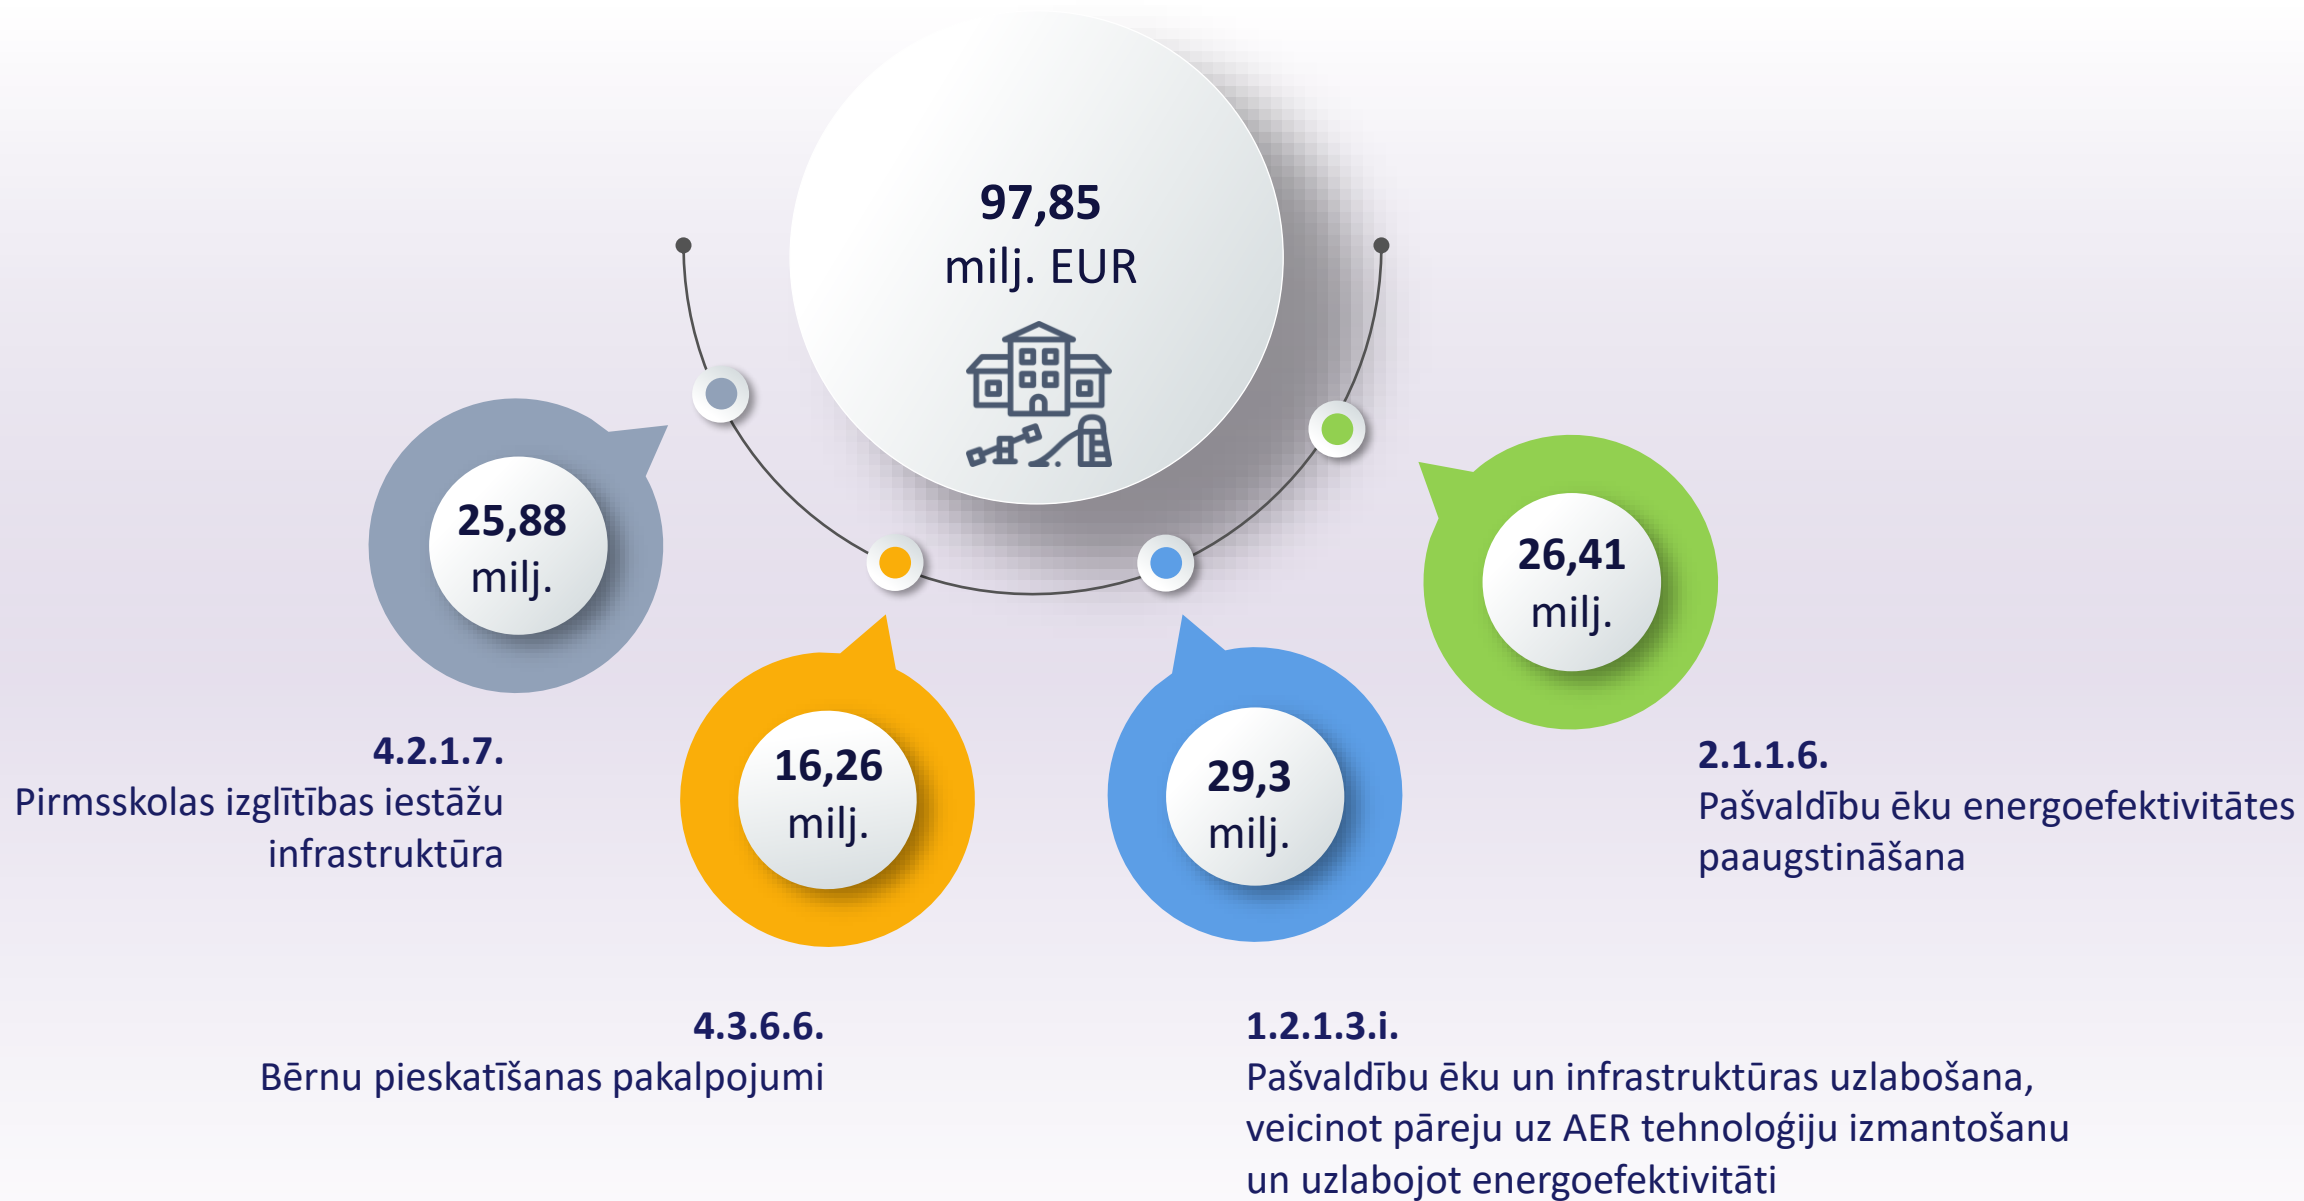 97,85
milj. EUR
25,88
milj.
4.2.1.7.
Pirmsskolas izglītības iestāžu
infrastruktūra
16,26
milj.
4.3.6.6.
Bērnu pieskatīšanas pakalpojumi
29,3
milj.
1.2.1.3.i.
Pašvaldību ēku un infrastruktūras uzlabošana,
veicinot pāreju uz AER tehnoloģiju izmantošanu
un uzlabojot energoefektivitāti
26,41
milj.
2.1.1.6.
Pašvaldību ēku energoefektivitātes
paaugstināšana